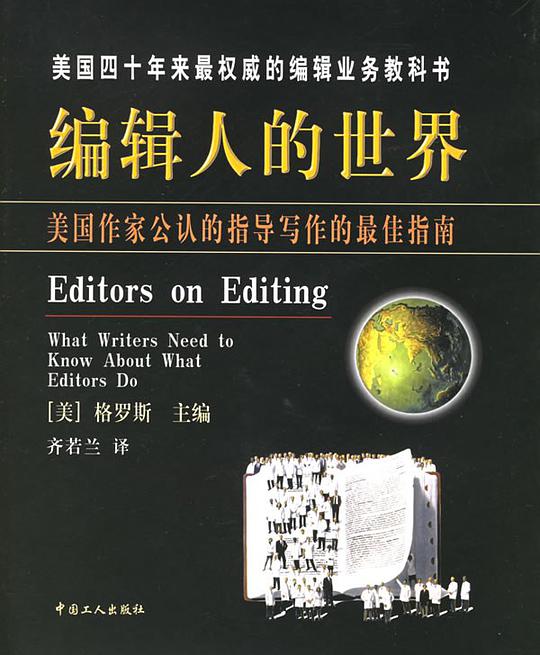 美国四十年来最权威的编辑业务教科书
编辑人的世界
美国作家公认的指导写作的最佳指南
Editors on Editing
What Writers Need to
Know About What
Editors Do
[美] 格罗斯 主编
齐若兰 译
中国工人出版社